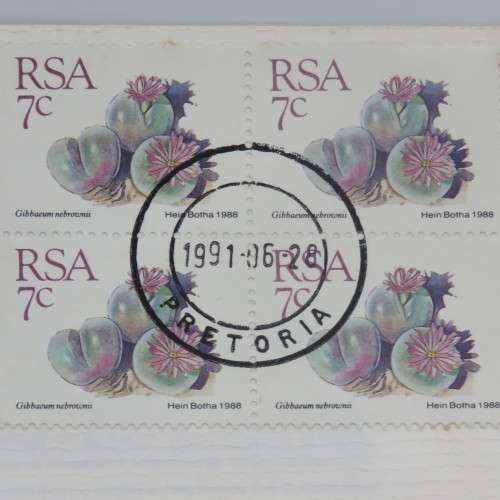 RSA
7c
Gibbaeum nebrownii
Hein Botha 1988
RSA
7c
Gibbaeum nebrownii
Hein Botha 1988
1991-06-28
PRETORIA
RSA
7c
Gibbaeum nebrownii
Hein Botha 1988
RSA
7c
Gibbaeum nebrownii
Hein Botha 1988